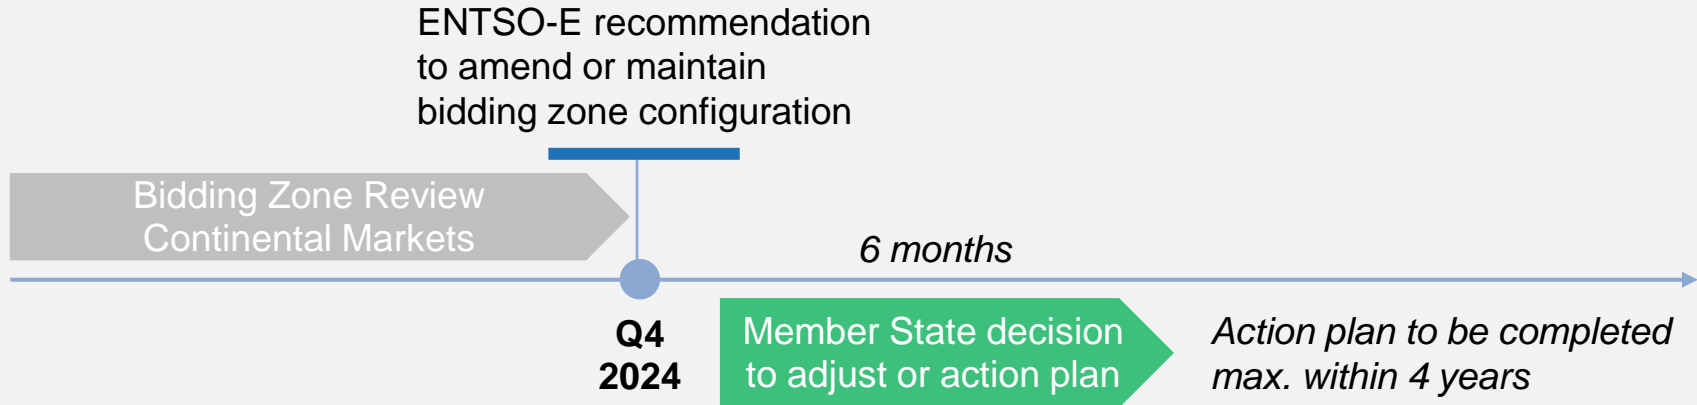 ENTSO-E recommendation
to amend or maintain
bidding zone configuration
Bidding Zone Review
Continental Markets
6 months
Q4
2024
Member State decision
to adjust or action plan
Action plan to be completed
max. within 4 years